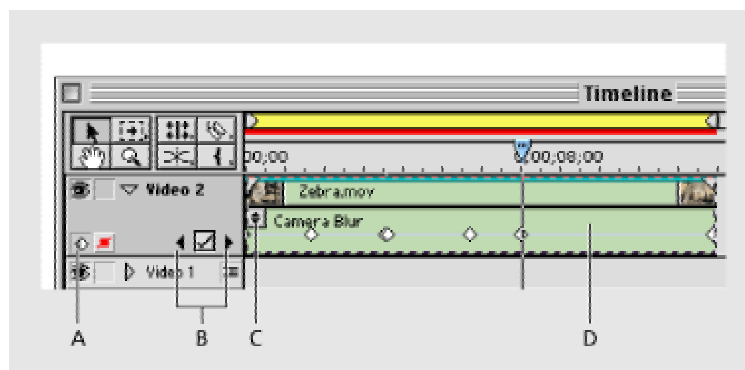 Timeline
00;00 0;00;08;00
Video 2 Zebra.mov
Camera Blur
Video 1
A B C D